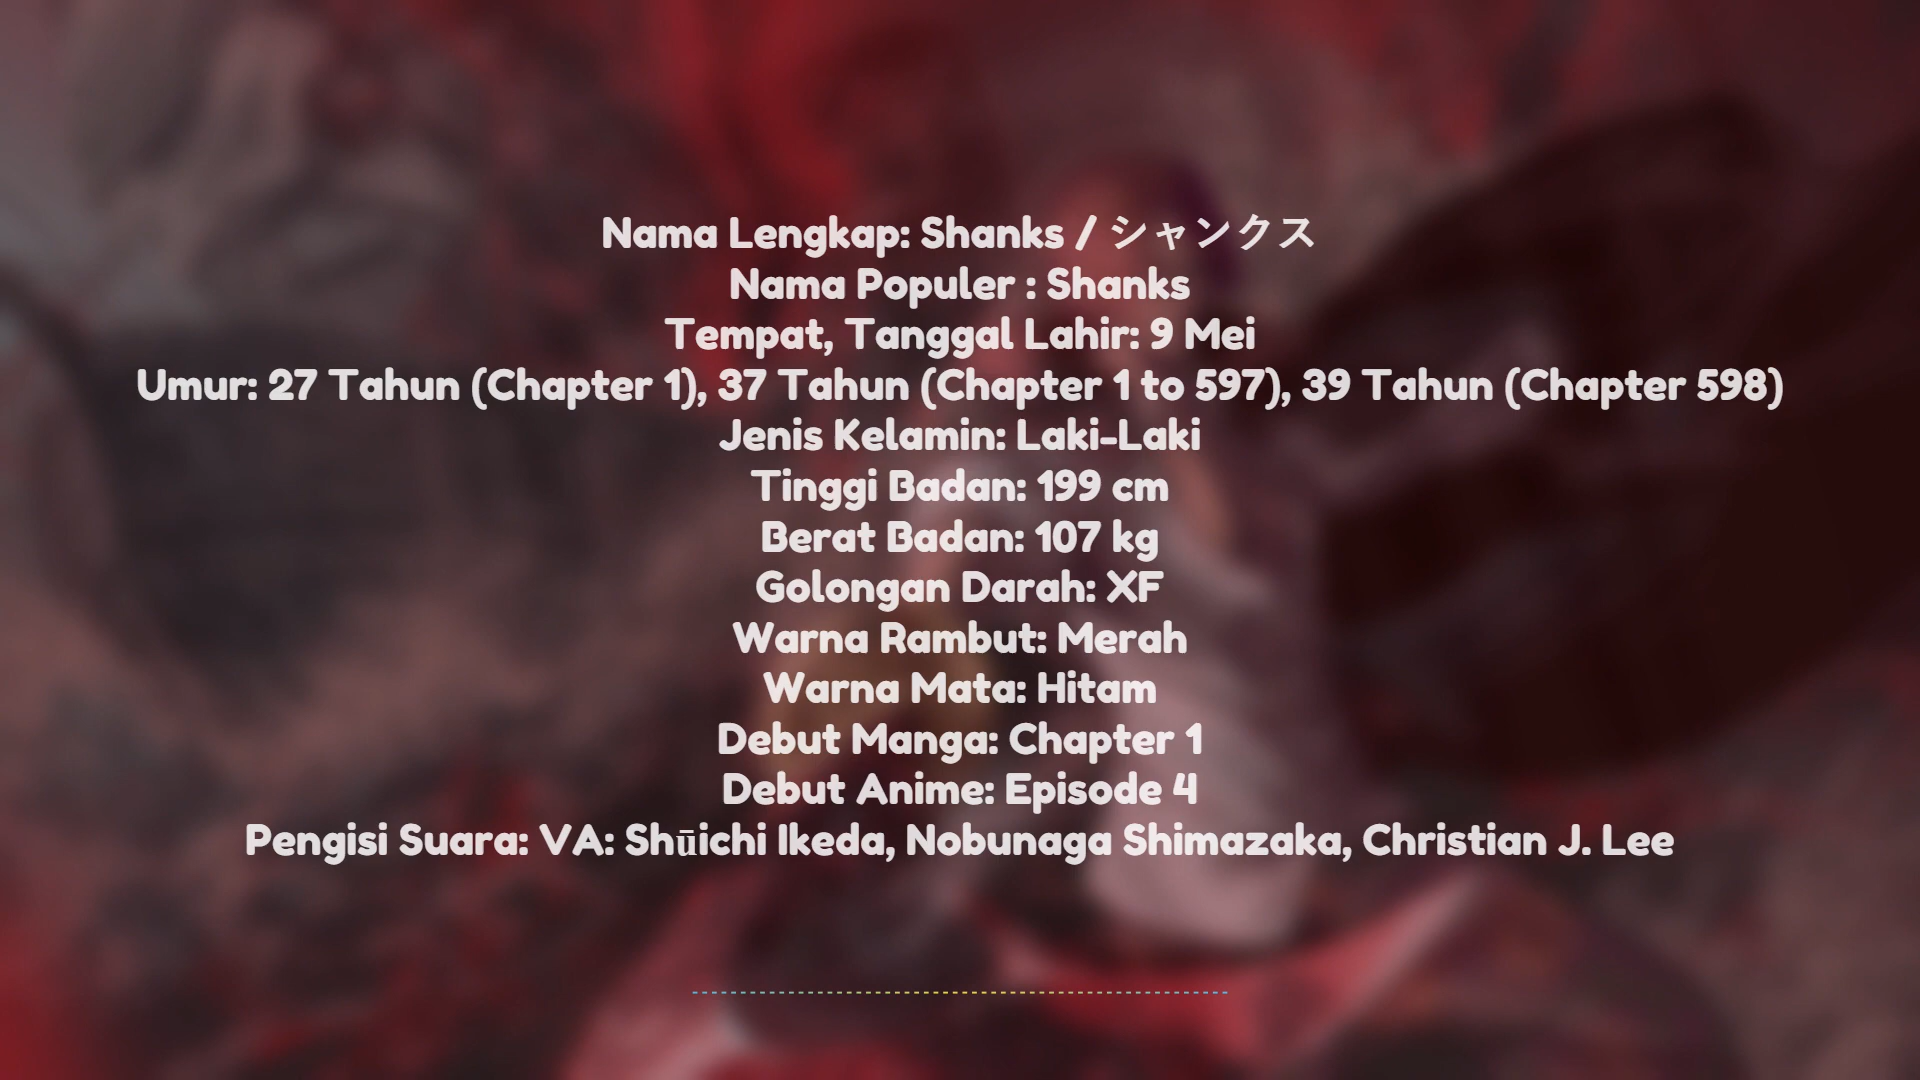 Nama Lengkap: Shanks / シャンクス
Nama Populer : Shanks
Tempat, Tanggal Lahir: 9 Mei
Umur: 27 Tahun (Chapter 1), 37 Tahun (Chapter 1 to 597), 39 Tahun (Chapter 598)
Jenis Kelamin: Laki-Laki
Tinggi Badan: 199 cm
Berat Badan: 107 kg
Golongan Darah: XF
Warna Rambut: Merah
Warna Mata: Hitam
Debut Manga: Chapter 1
Debut Anime: Episode 4
Pengisi Suara: VA: Shūichi Ikeda, Nobunaga Shimazaka, Christian J. Lee